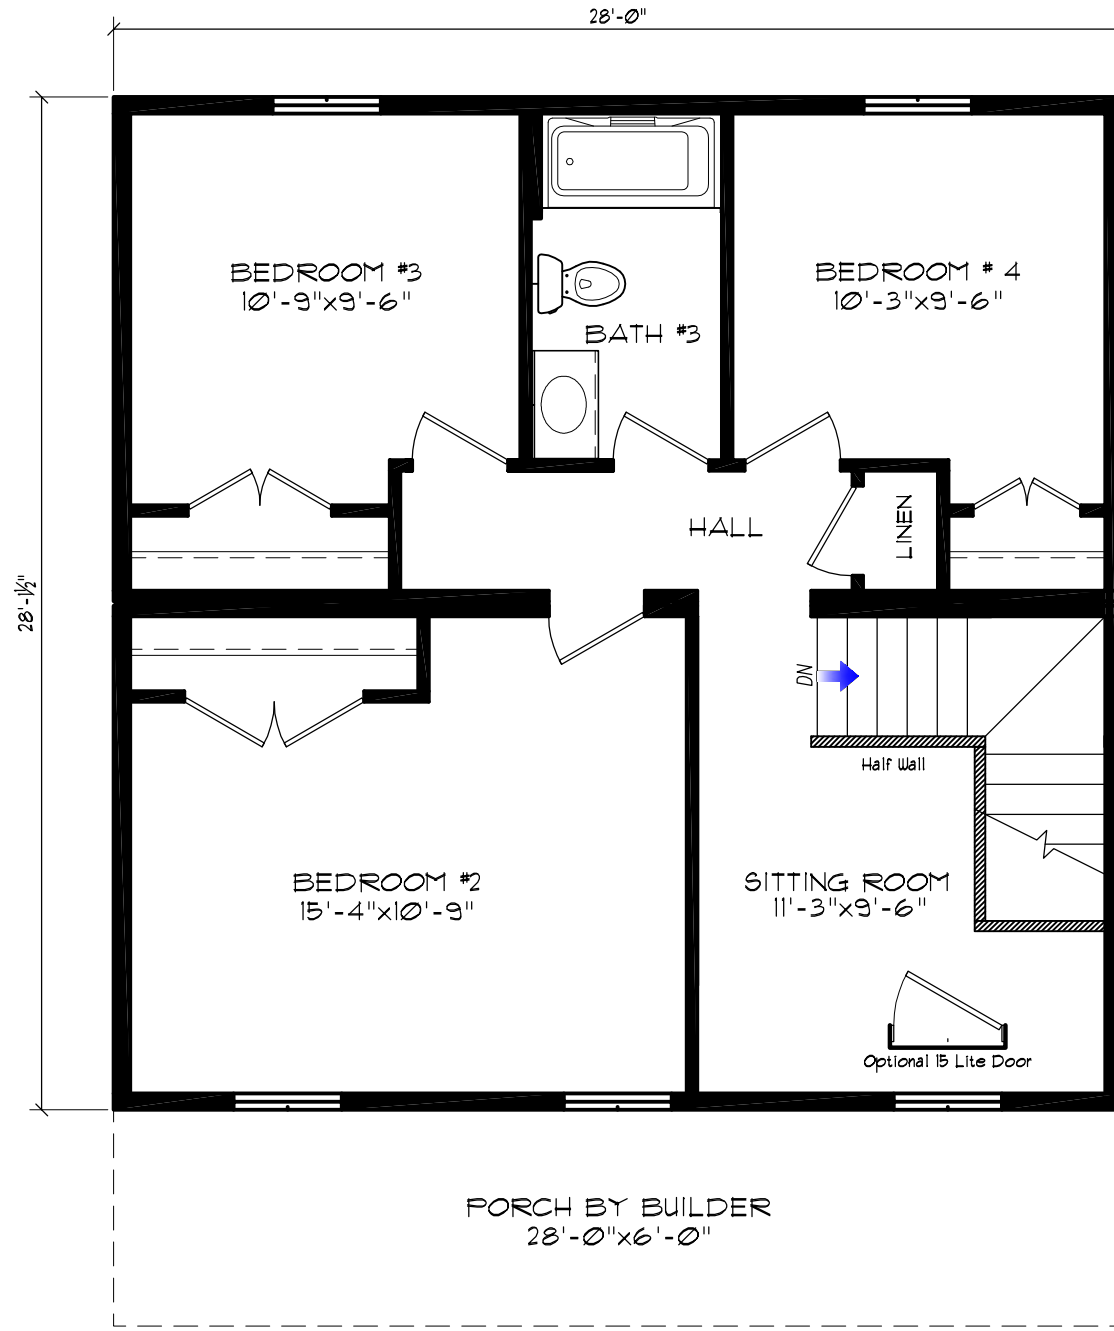 28'-0"
28'-1½"
BEDROOM #3
10'-9"x9'-6"
BATH #3
BEDROOM # 4
10'-3"x9'-6"
HALL
LINEN
DN
Half Wall
BEDROOM #2
15'-4"x10'-9"
SITTING ROOM
11'-3"x9'-6"
Optional 15 Lite Door
PORCH BY BUILDER
28'-0"x6'-0"